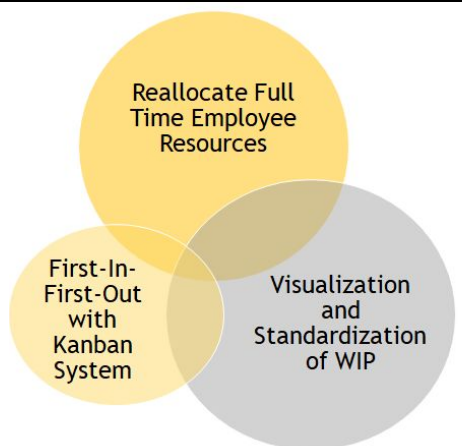 Reallocate Full
Time Employee
Resources
First-In-
First-Out
with
Kanban
System
Visualization
and
Standardization
of WIP